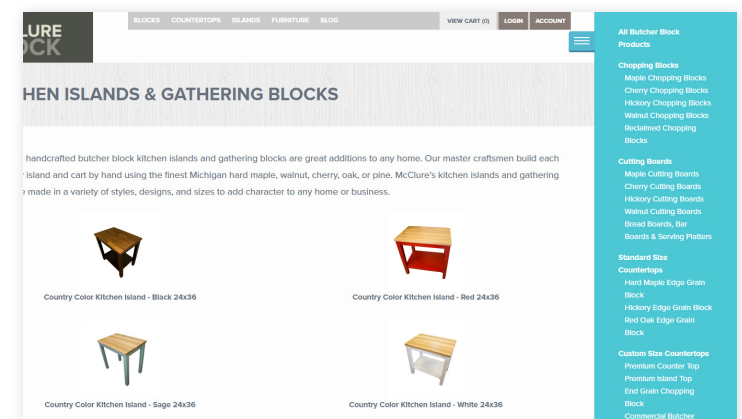 LURE
OCK
BLOCKS COUNTERTOPS ISLANDS FURNITURE BLOG
VIEW CART (0) LOGIN ACCOUNT
HEN ISLANDS & GATHERING BLOCKS
handcrafted butcher block kitchen islands and gathering blocks are great additions to any home. Our master craftsmen build each
island and cart by hand using the finest Michigan hard maple, walnut, cherry, oak, or pine. McClure's kitchen islands and gathering
made in a variety of styles, designs, and sizes to add character to any home or business.
Country Color Kitchen Island - Black 24x36
Country Color Kitchen Island - Red 24x36
Country Color Kitchen Island - Sage 24x36
Country Color Kitchen Island - White 24x36
All Butcher Block
Products
Chopping Blocks
Maple Chopping Blocks
Cherry Chopping Blocks
Hickory Chopping Blocks
Walnut Chopping Blocks
Reclaimed Chopping
Blocks
Cutting Boards
Maple Cutting Boards
Cherry Cutting Boards
Hickory Cutting Boards
Walnut Cutting Boards
Bread Boards, Bar
Boards & Serving Platters
Standard Size
Countertops
Hard Maple Edge Grain
Block
Hickory Edge Grain Block
Red Oak Edge Grain
Block
Custom Size Countertops
Premium Counter Top
Premium Island Top
End Grain Chopping
Block
Commercial Butcher